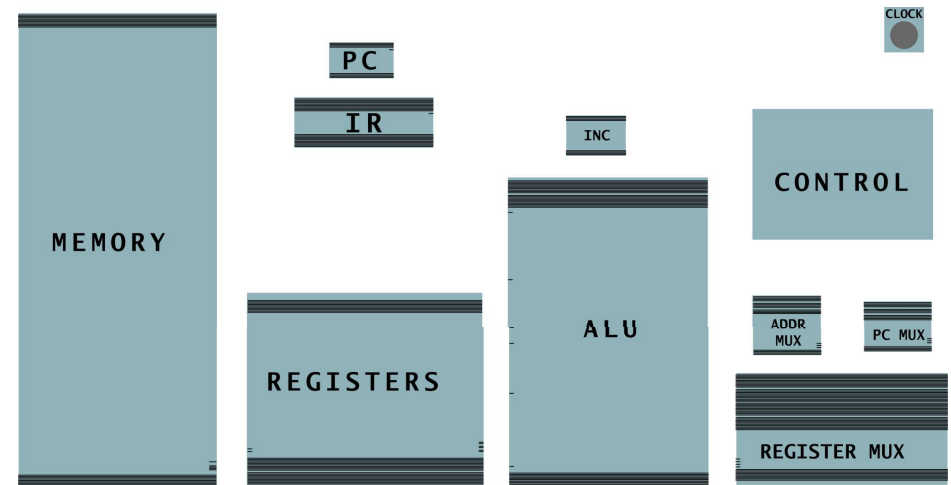 CLOCK
PC
IR
INC
CONTROL
MEMORY
ALU
ADDR
MUX
PC MUX
REGISTERS
REGISTER MUX